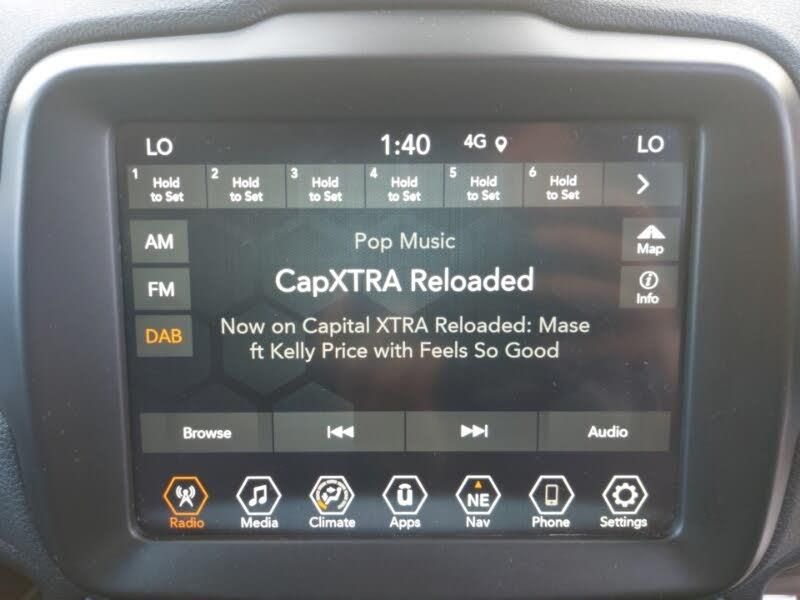 LO 1:40 4G LO
1 Hold to Set
2 Hold to Set
3 Hold to Set
4 Hold to Set
5 Hold to Set
6 Hold to Set
AM
FM
DAB
Pop Music
CapXTRA Reloaded
Now on Capital XTRA Reloaded: Mase
ft Kelly Price with Feels So Good
Map
Info
Browse
Audio
NE
Radio Media Climate Apps Nav Phone Settings